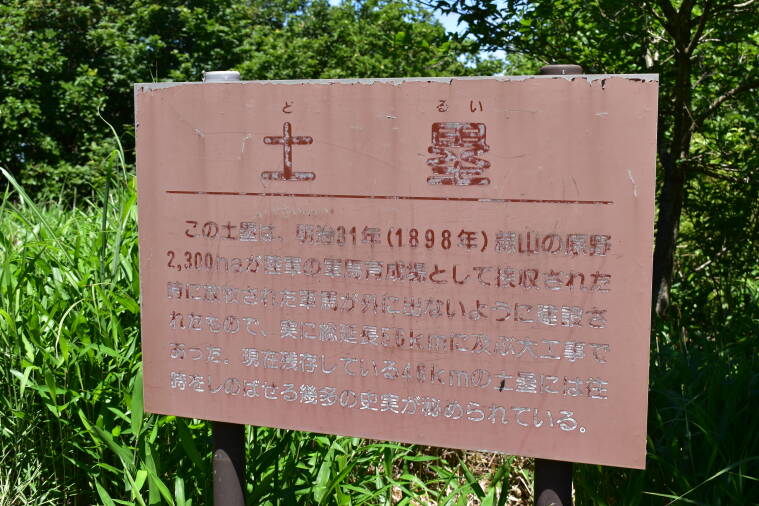 ど るい
土 塁
この土塁は、明治31年(1898年)蒜山の原野
2,300haが陸軍の軍馬育成場として接収された
時に放牧された軍馬が外に出ないように建設さ
れたもので、実に総延長56kmに及ぶ大工事で
あった。現在残存している46kmの土塁には往
時をしのばせる幾多の史実が秘められている。